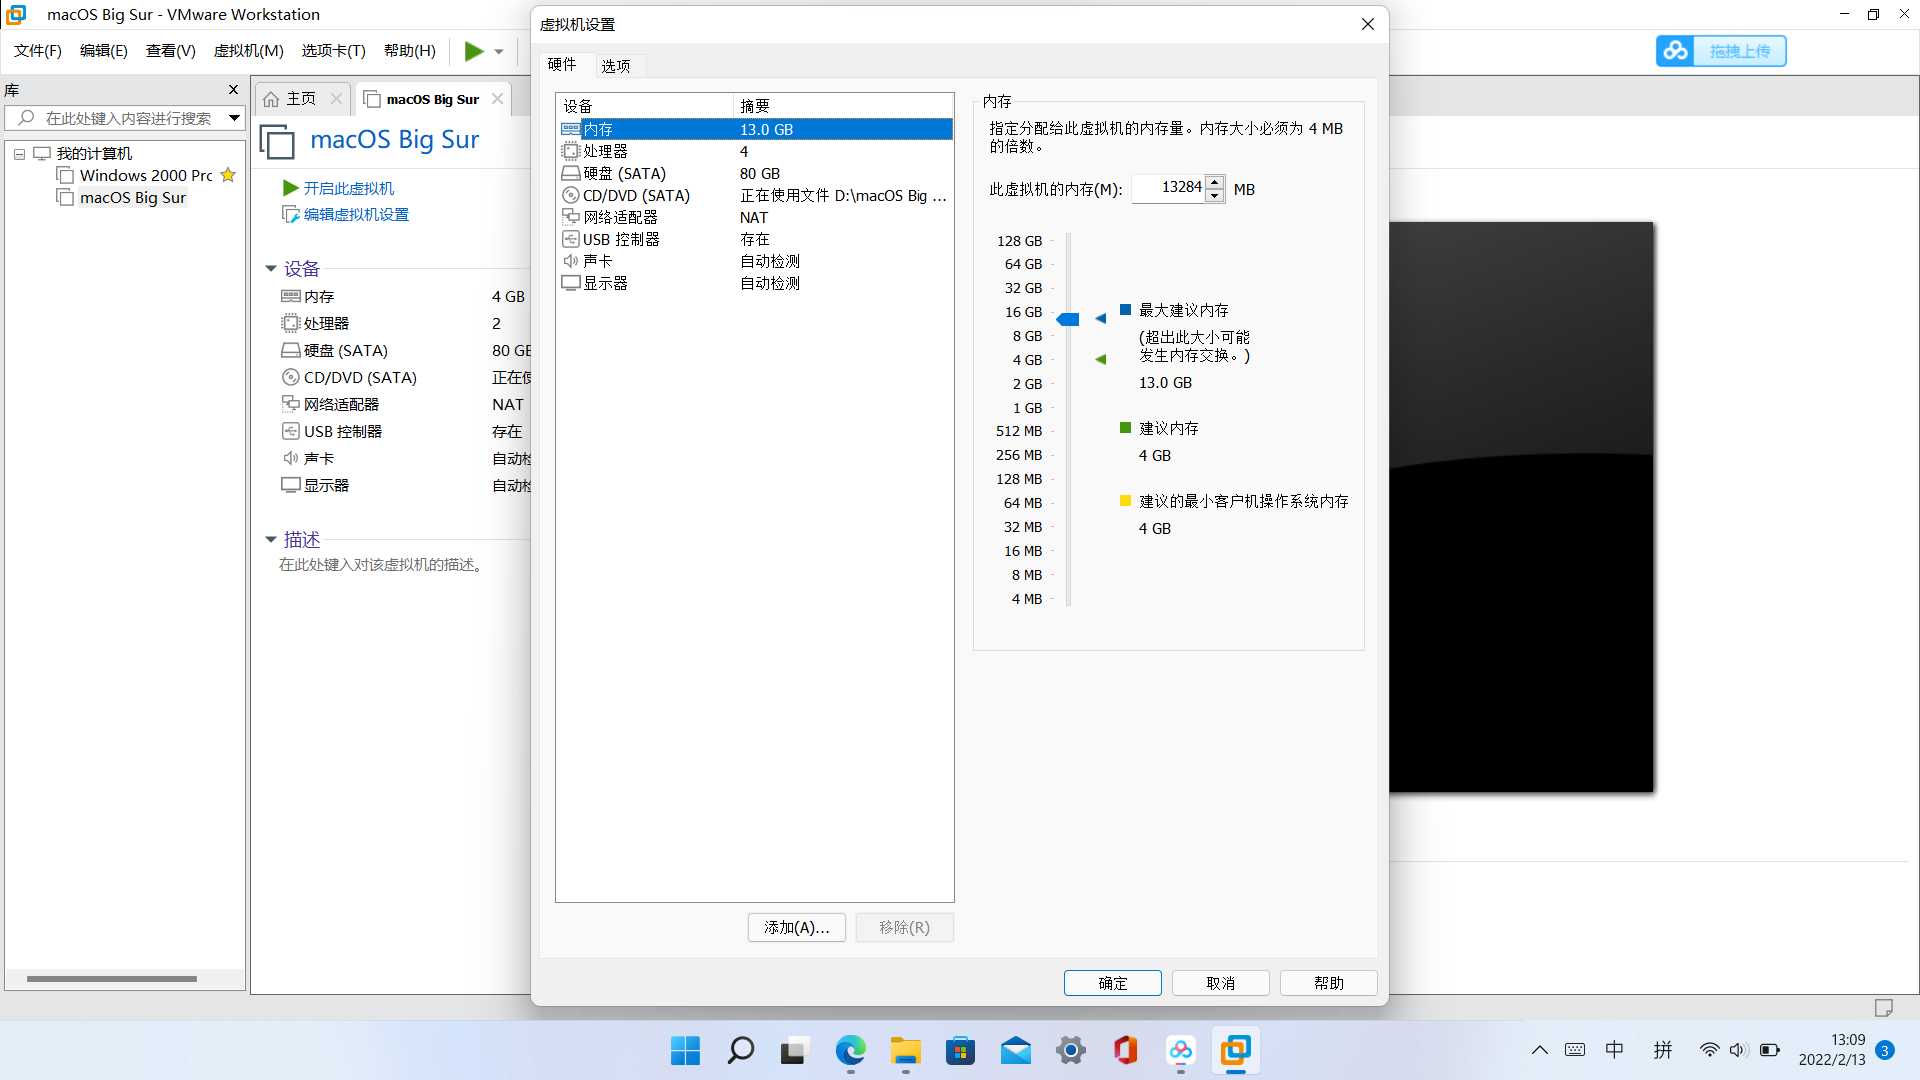 macOS Big Sur - VMware Workstation
文件(F) 编辑(E) 查看(V) 虚拟机(M) 选项卡(T) 帮助(H)
拖拽上传
库
在此处键入内容进行搜索
我的计算机
Windows 2000 Prc
macOS Big Sur
主页
macOS Big Sur
macOS Big Sur
开启此虚拟机
编辑虚拟机设置
设备
内存 4 GB
处理器 2
硬盘 (SATA) 80 GB
CD/DVD (SATA) 正在使
网络适配器 NAT
USB 控制器 存在
声卡 自动检
显示器 自动检
描述
在此处键入对该虚拟机的描述。
虚拟机设置
硬件 选项
设备 摘要
内存 13.0 GB
处理器 4
硬盘 (SATA) 80 GB
CD/DVD (SATA) 正在使用文件 D:\macOS Big ...
网络适配器 NAT
USB 控制器 存在
声卡 自动检测
显示器 自动检测
添加(A)... 移除(R)
内存
指定分配给此虚拟机的内存量。内存大小必须为 4 MB
的倍数。
此虚拟机的内存(M): 13284 MB
128 GB
64 GB
32 GB
16 GB
8 GB
4 GB
2 GB
1 GB
512 MB
256 MB
128 MB
64 MB
32 MB
16 MB
8 MB
4 MB
最大建议内存
(超出此大小可能
发生内存交换。)
13.0 GB
建议内存
4 GB
建议的最小客户机操作系统内存
4 GB
确定 取消 帮助
中 拼
13:09
2022/2/13
3